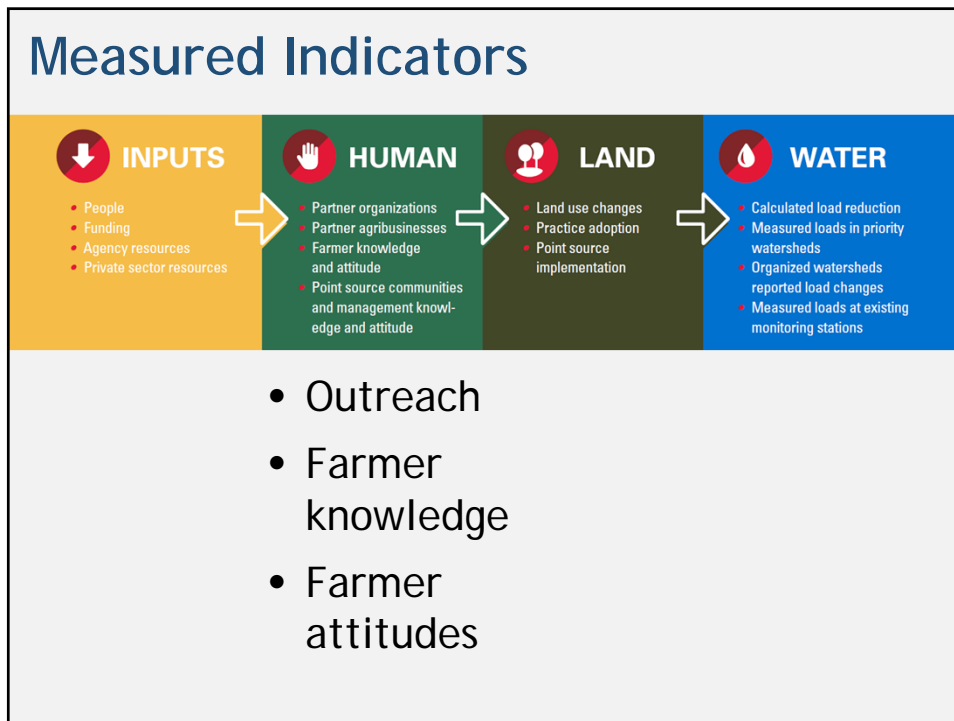 Measured Indicators
INPUTS
• People
• Funding
• Agency resources
• Private sector resources
HUMAN
• Partner organizations
• Partner agribusinesses
• Farmer knowledge
and attitude
• Point source communities
and management knowl-
edge and attitude
LAND
• Land use changes
• Practice adoption
• Point source
implementation
WATER
• Calculated load reduction
• Measured loads in priority
watersheds
• Organized watersheds
reported load changes
• Measured loads at existing
monitoring stations
• Outreach
• Farmer
knowledge
• Farmer
attitudes